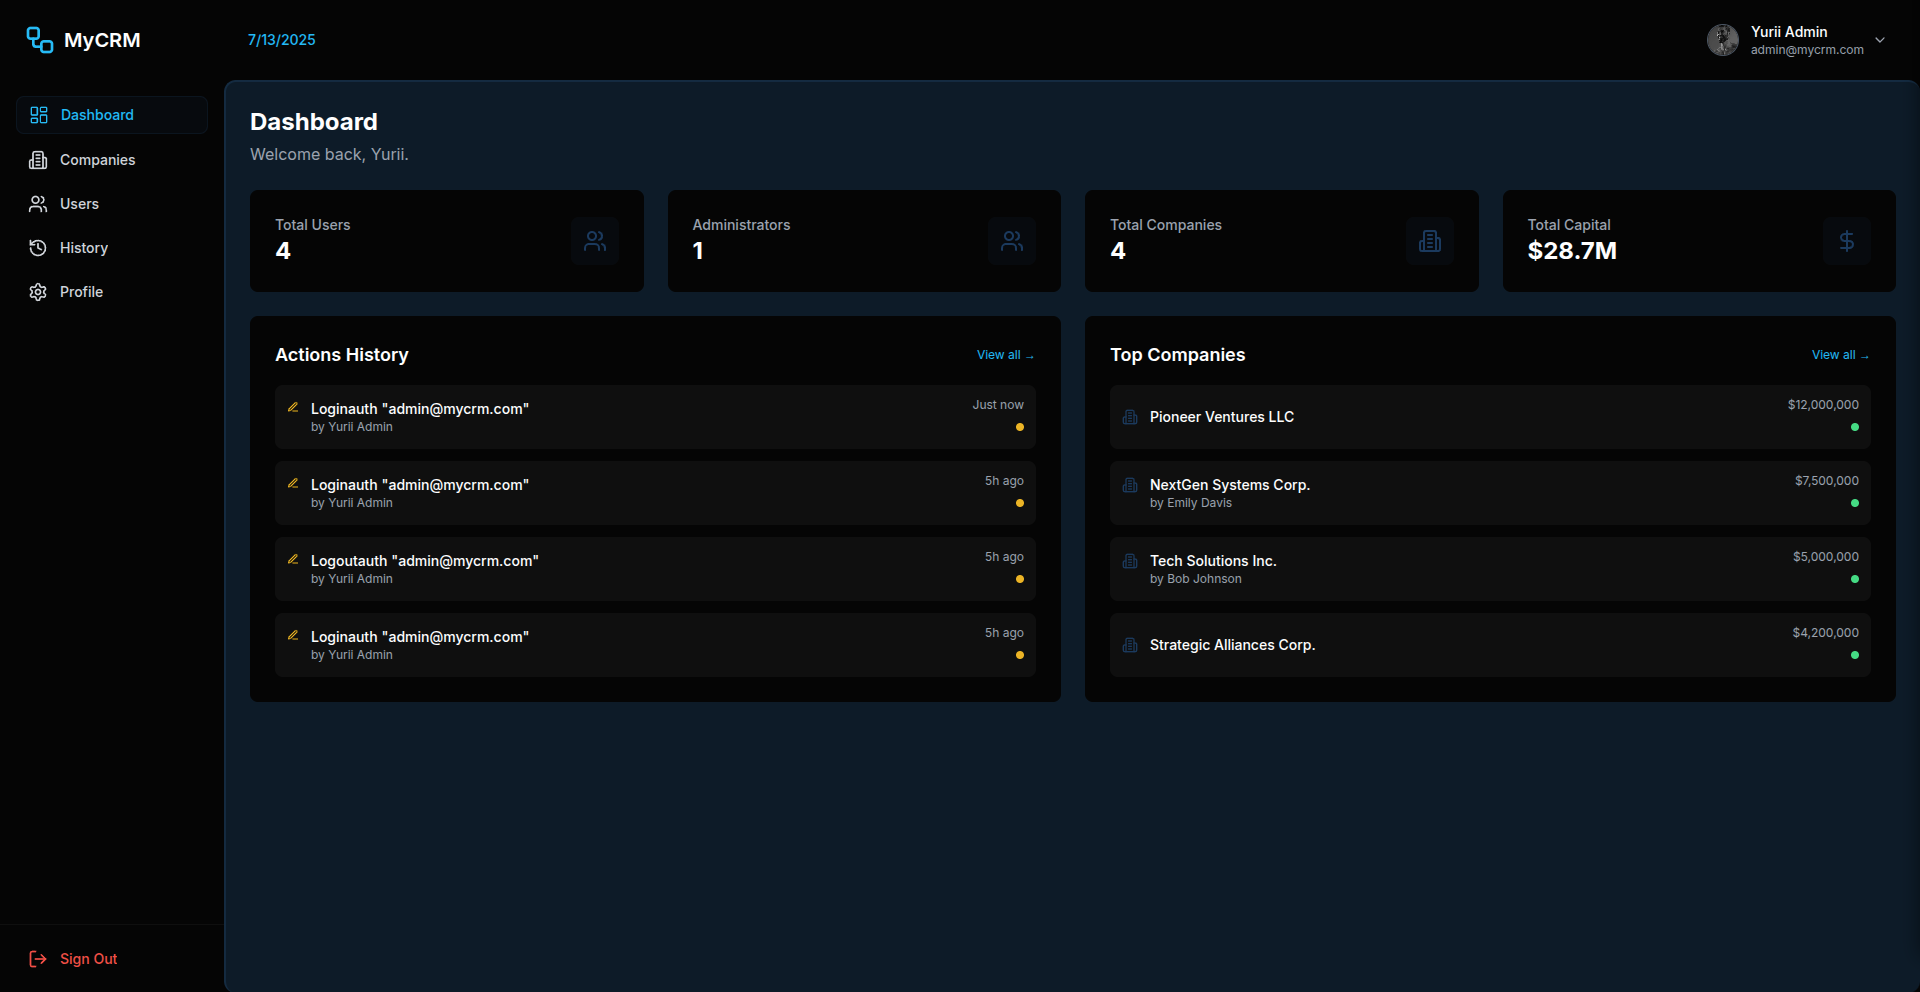 MyCRM
7/13/2025
Yurii Admin
admin@mycrm.com
Dashboard
Companies
Users
History
Profile
Sign Out
Dashboard
Welcome back, Yurii.
Total Users
4
Administrators
1
Total Companies
4
Total Capital
$28.7M
Actions History
View all →
Loginauth "admin@mycrm.com"
by Yurii Admin
Just now
Loginauth "admin@mycrm.com"
by Yurii Admin
5h ago
Logoutauth "admin@mycrm.com"
by Yurii Admin
5h ago
Loginauth "admin@mycrm.com"
by Yurii Admin
5h ago
Top Companies
View all →
Pioneer Ventures LLC
$12,000,000
NextGen Systems Corp.
by Emily Davis
$7,500,000
Tech Solutions Inc.
by Bob Johnson
$5,000,000
Strategic Alliances Corp.
$4,200,000